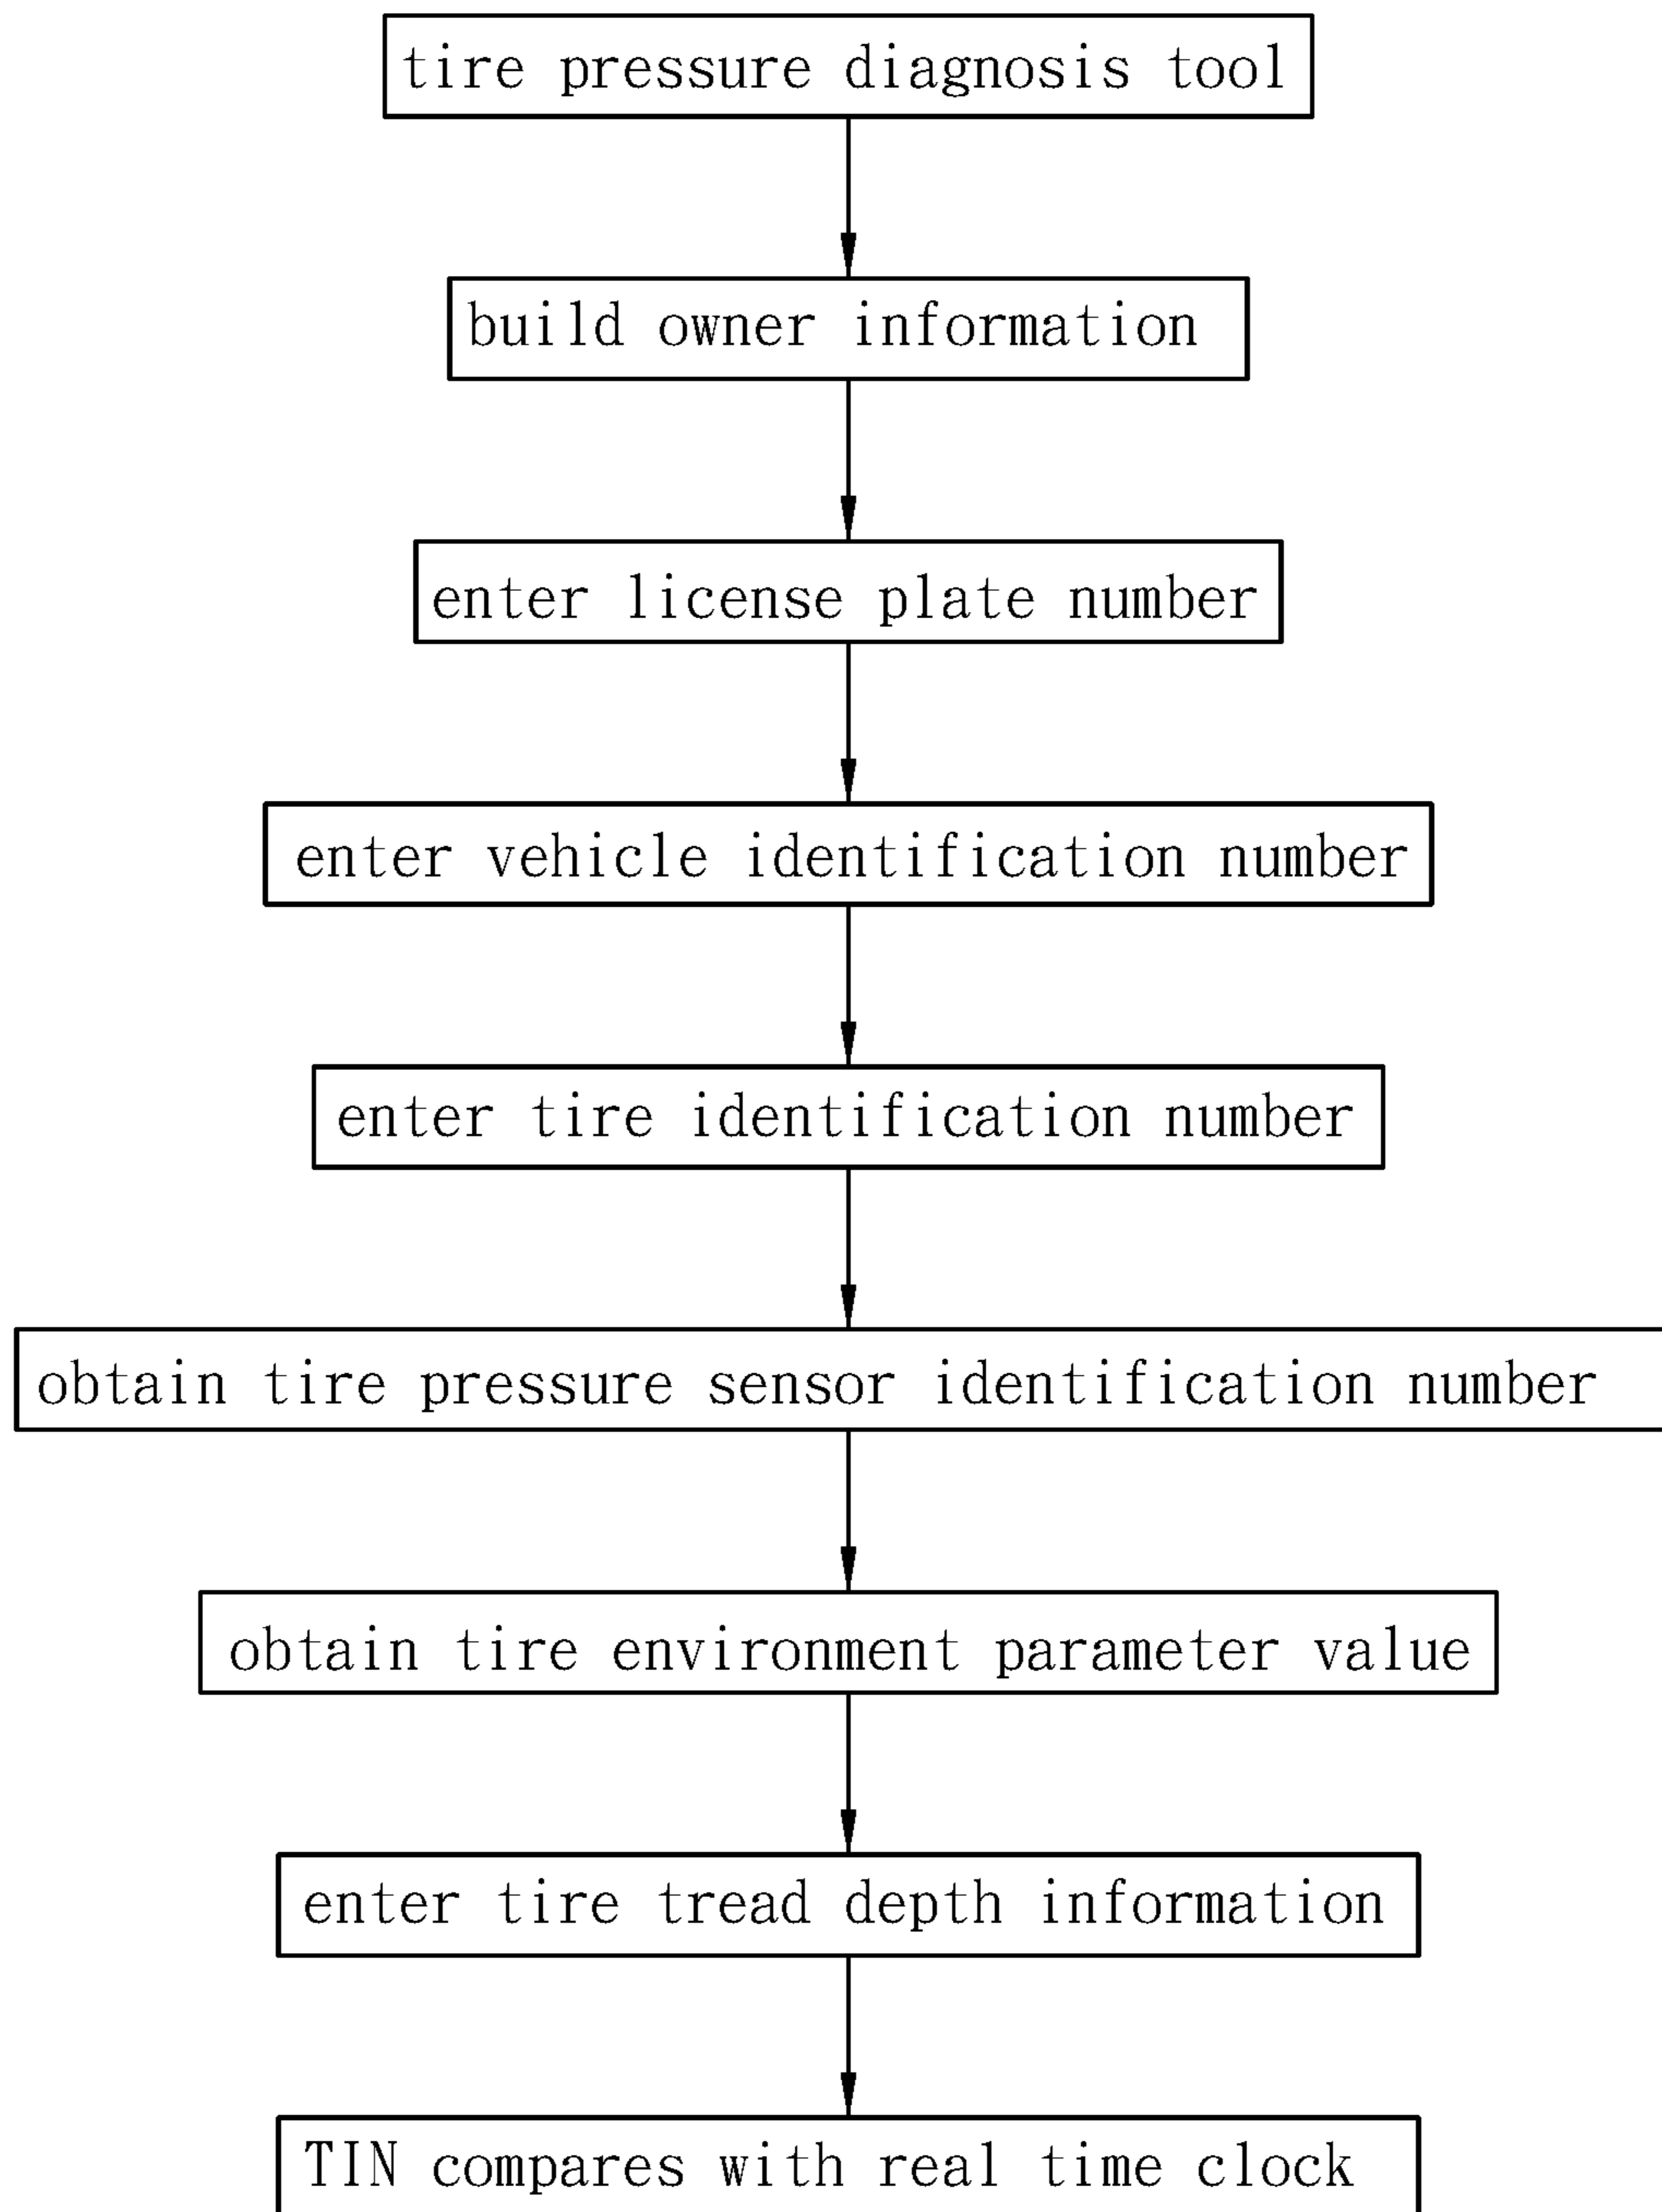 tire pressure diagnosis tool
build owner information
enter license plate number
enter vehicle identification number
enter tire identification number
obtain tire pressure sensor identification number
obtain tire environment parameter value
enter tire tread depth information
TIN compares with real time clock